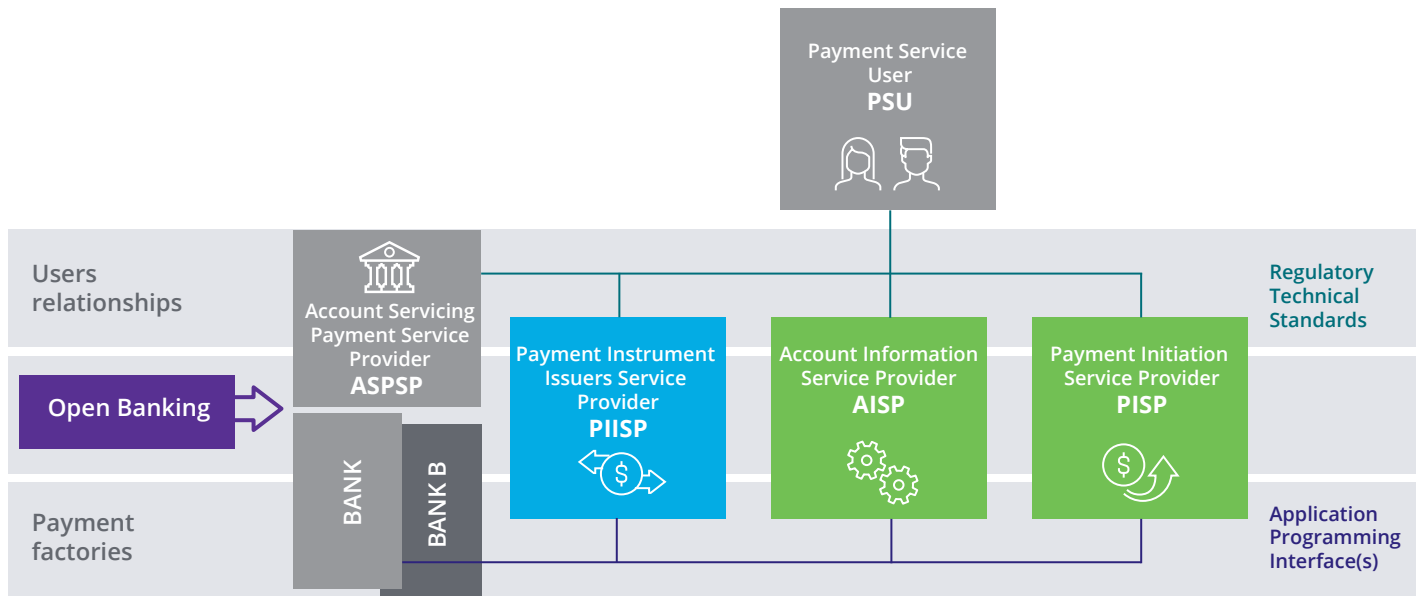 Payment Service
User
PSU
Users
relationships
Account Servicing
Payment Service
Provider
ASPSP
Regulatory
Technical
Standards
Open Banking
Payment Instrument
Issuers Service
Provider
PIISP
$
Account Information
Service Provider
AISP
Payment Initiation
Service Provider
PISP
$
BANK
BANK B
Payment
factories
Application
Programming
Interface(s)